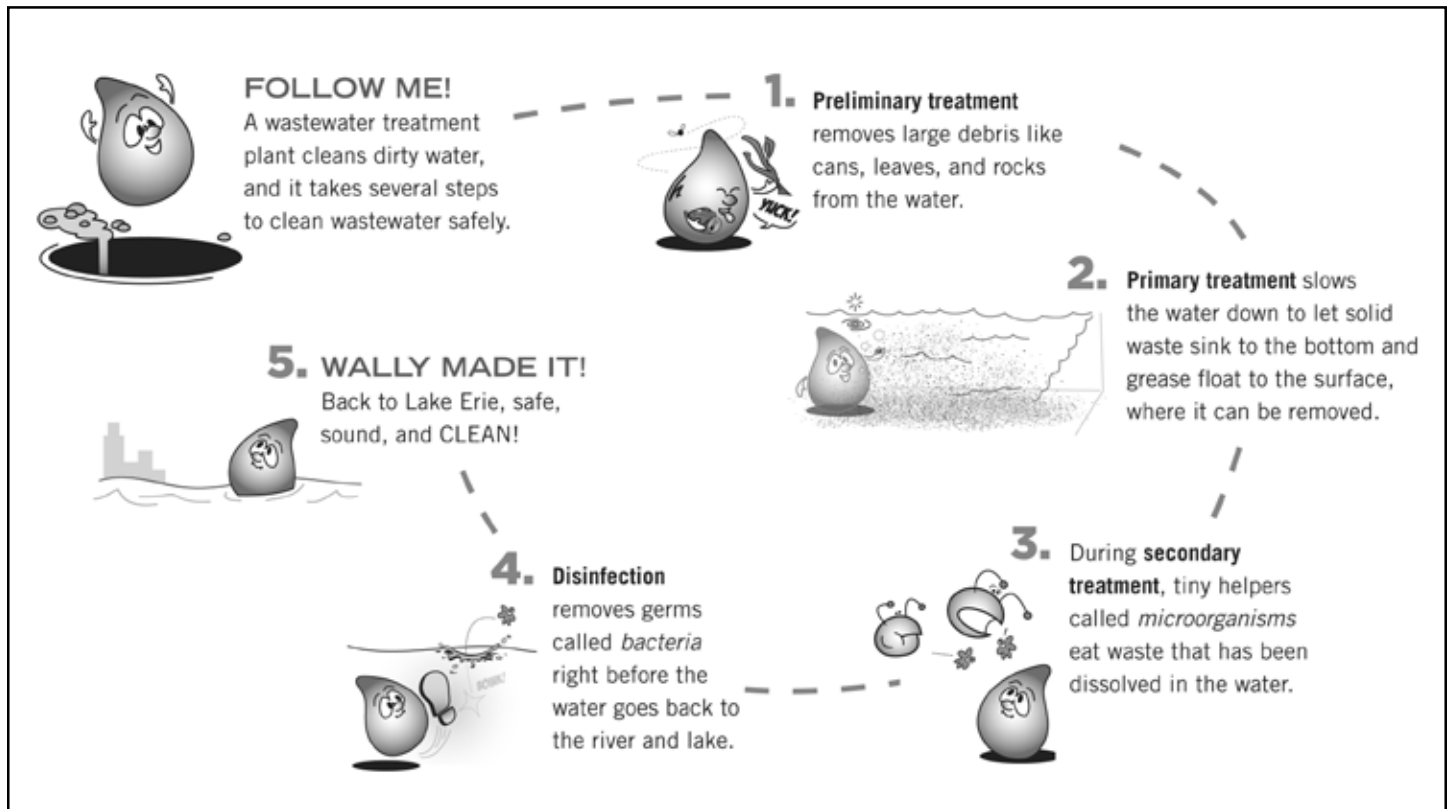 FOLLOW ME!
A wastewater treatment
plant cleans dirty water,
and it takes several steps
to clean wastewater safely.
1. Preliminary treatment
removes large debris like
cans, leaves, and rocks
from the water.
YUCK!
2. Primary treatment slows
the water down to let solid
waste sink to the bottom and
grease float to the surface,
where it can be removed.
3. During secondary
treatment, tiny helpers
called microorganisms
eat waste that has been
dissolved in the water.
4. Disinfection
removes germs
called bacteria
right before the
water goes back to
the river and lake.
5. WALLY MADE IT!
Back to Lake Erie, safe,
sound, and CLEAN!